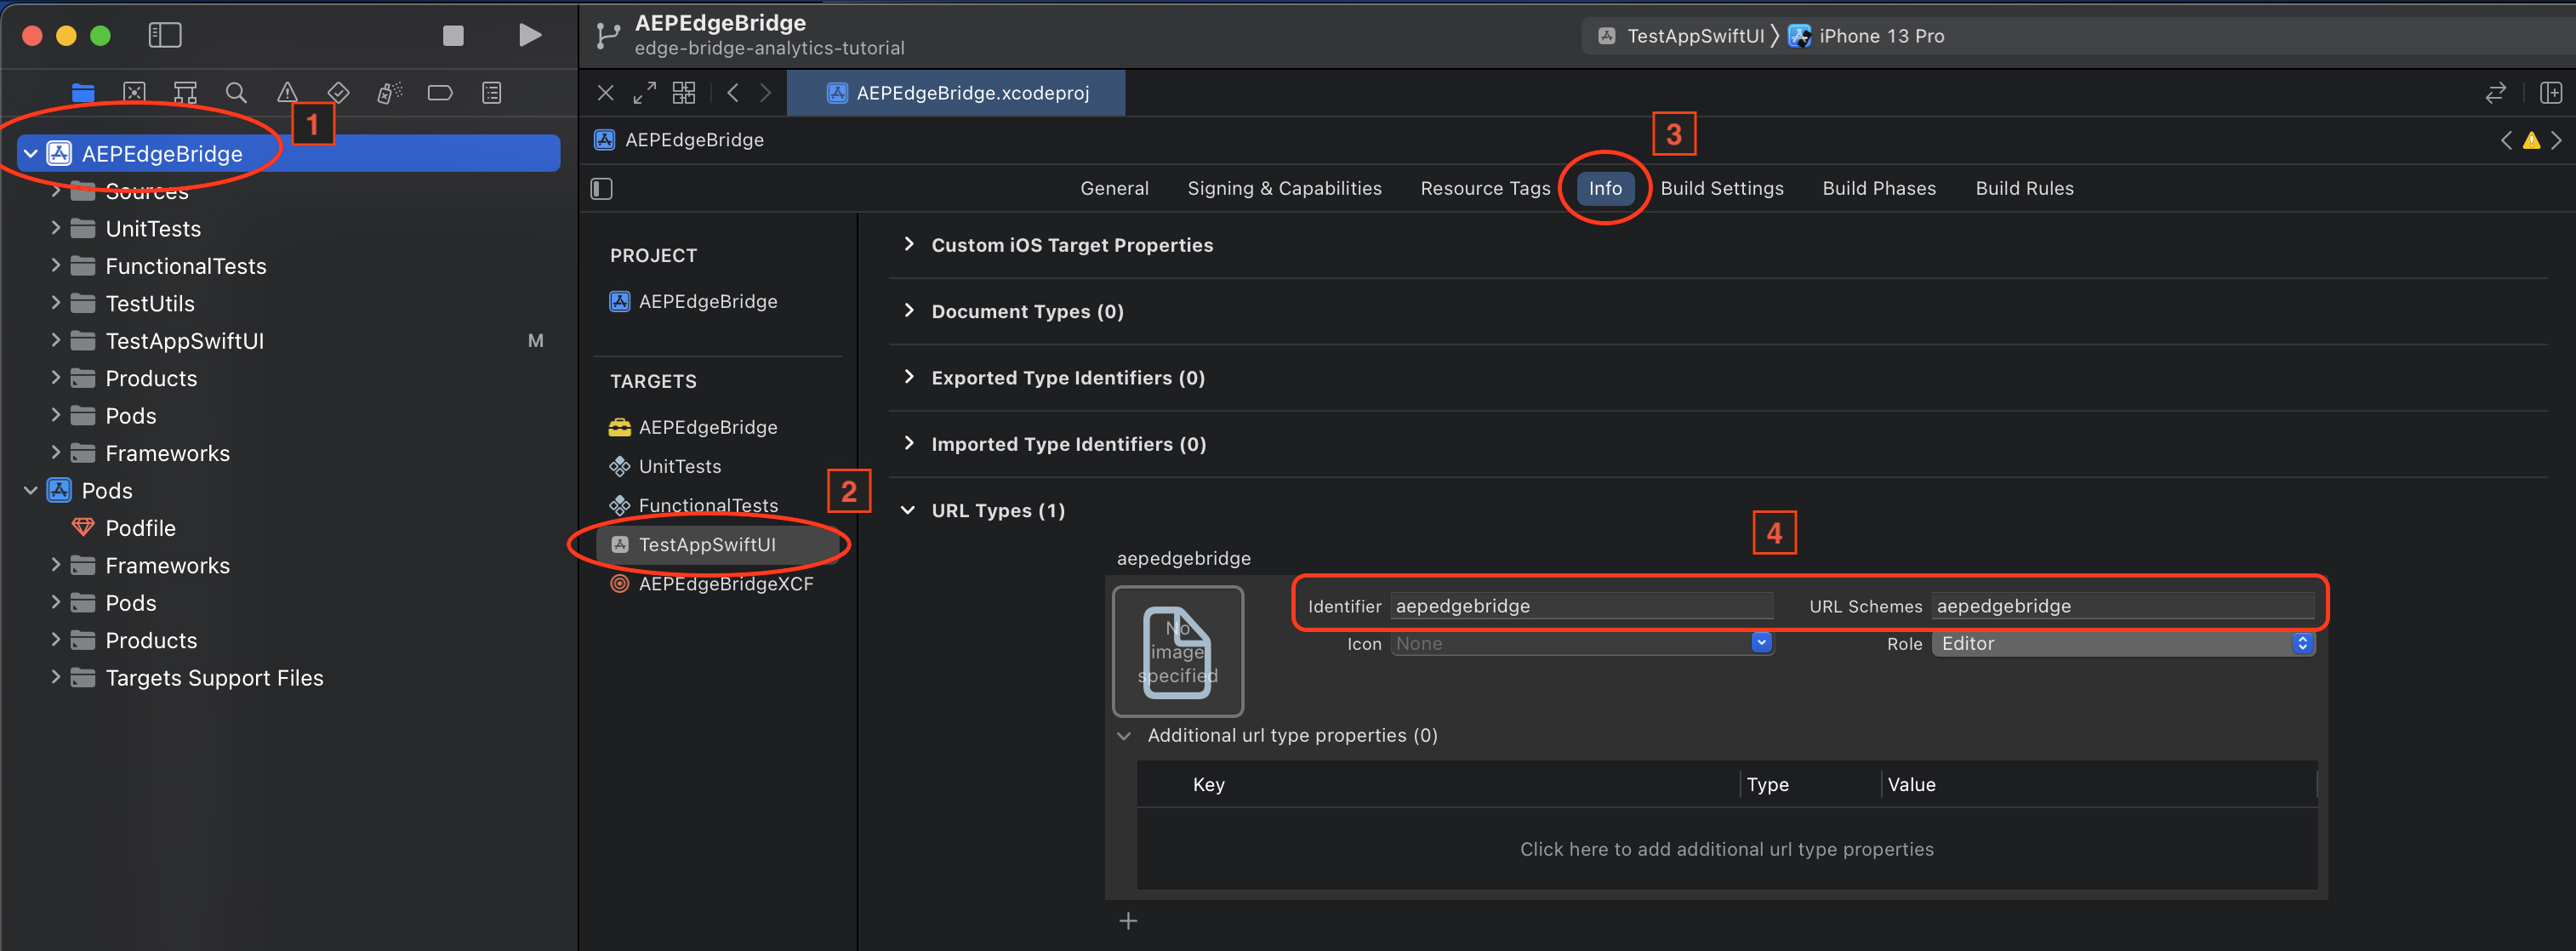 AEPEdgeBridge
edge-bridge-analytics-tutorial
TestAppSwiftUI
iPhone 13 Pro
AEPEdgeBridge.xcodeproj
1
AEPEdgeBridge
Sources
UnitTests
FunctionalTests
TestUtils
TestAppSwiftUI M
Products
Pods
Frameworks
Pods
Podfile
Frameworks
Pods
Products
Targets Support Files
AEPEdgeBridge
3
General Signing & Capabilities Resource Tags Info Build Settings Build Phases Build Rules
PROJECT
AEPEdgeBridge
TARGETS
AEPEdgeBridge
UnitTests
2
FunctionalTests
TestAppSwiftUI
AEPEdgeBridgeXCF
Custom iOS Target Properties
Document Types (0)
Exported Type Identifiers (0)
Imported Type Identifiers (0)
URL Types (1)
4
aepedgebridge
No
image
specified
Identifier aepedgebridge URL Schemes aepedgebridge
Icon None Role Editor
Additional url type properties (0)
Key Type Value
Click here to add additional url type properties